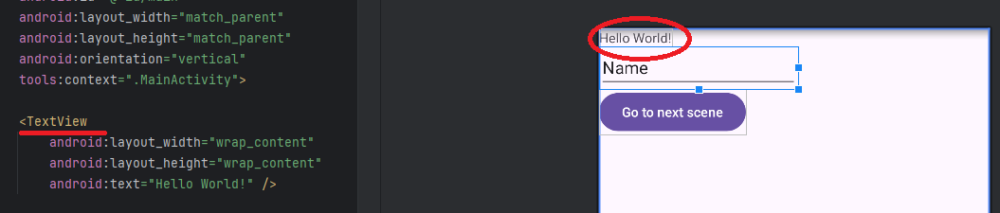 android:layout_width="match_parent"
android:layout_height="match_parent"
android:orientation="vertical"
tools:context=".MainActivity">
<TextView
android:layout_width="wrap_content"
android:layout_height="wrap_content"
android:text="Hello World!" />
Hello World!
Name
Go to next scene